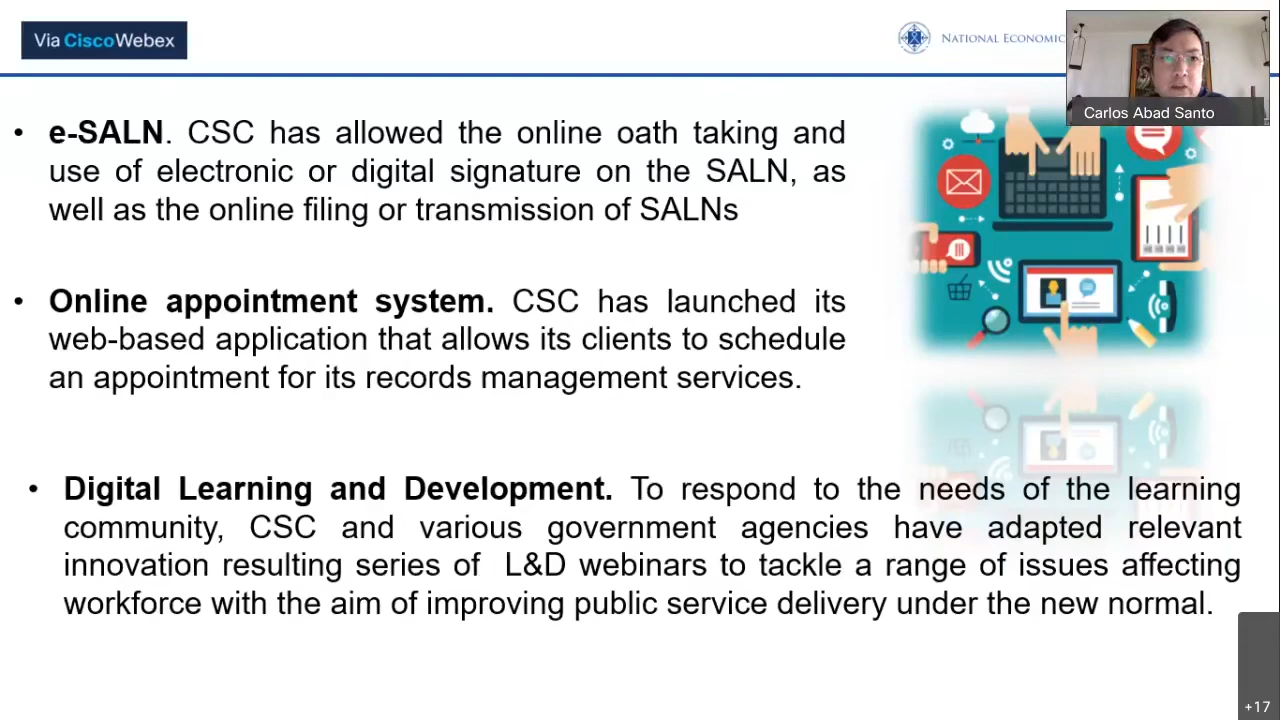 Via CiscoWebex
NATIONAL ECONOMIC
Carlos Abad Santo
• e-SALN. CSC has allowed the online oath taking and
use of electronic or digital signature on the SALN, as
well as the online filing or transmission of SALNs
• Online appointment system. CSC has launched its
web-based application that allows its clients to schedule
an appointment for its records management services.
• Digital Learning and Development. To respond to the needs of the learning
community, CSC and various government agencies have adapted relevant
innovation resulting series of L&D webinars to tackle a range of issues affecting
workforce with the aim of improving public service delivery under the new normal.
+17